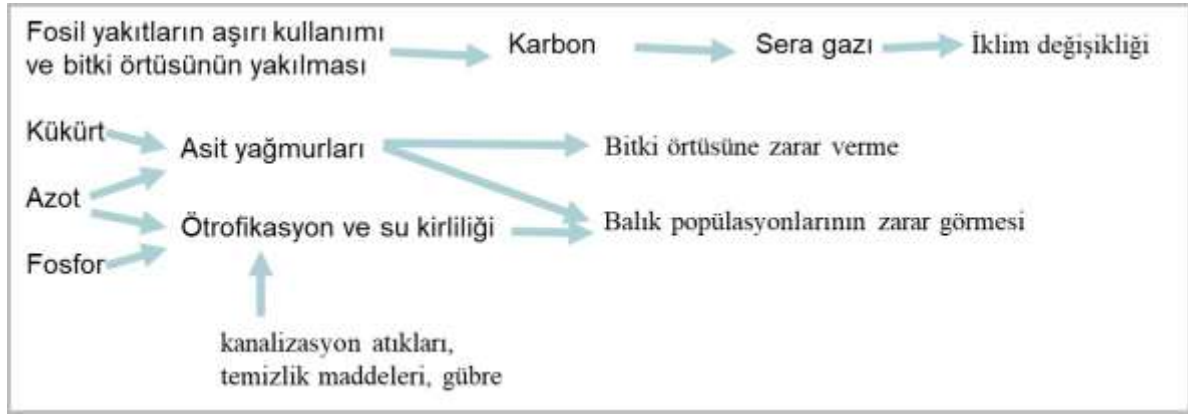 Fosil yakıtların aşırı kullanımı
ve bitki örtüsünün yakılması
Karbon
Sera gazı
İklim değişikliği
Kükürt
Asit yağmurları
Bitki örtüsüne zarar verme
Azot
Ötrofikasyon ve su kirliliği
Balık popülasyonlarının zarar görmesi
Fosfor
kanalizasyon atıkları,
temizlik maddeleri, gübre